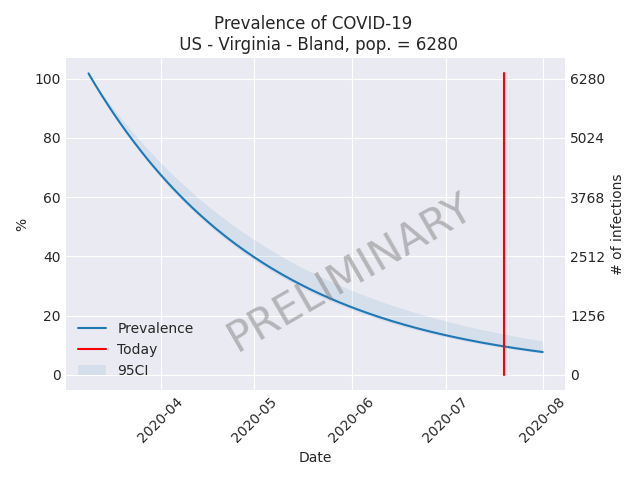 Prevalence of COVID-19
US - Virginia - Bland, pop. = 6280
100
80
60
40
20
0
%
6280
5024
3768
2512
1256
0
# of infections
PRELIMINARY
Prevalence
Today
95CI
2020-04
2020-05
2020-06
2020-07
2020-08
Date